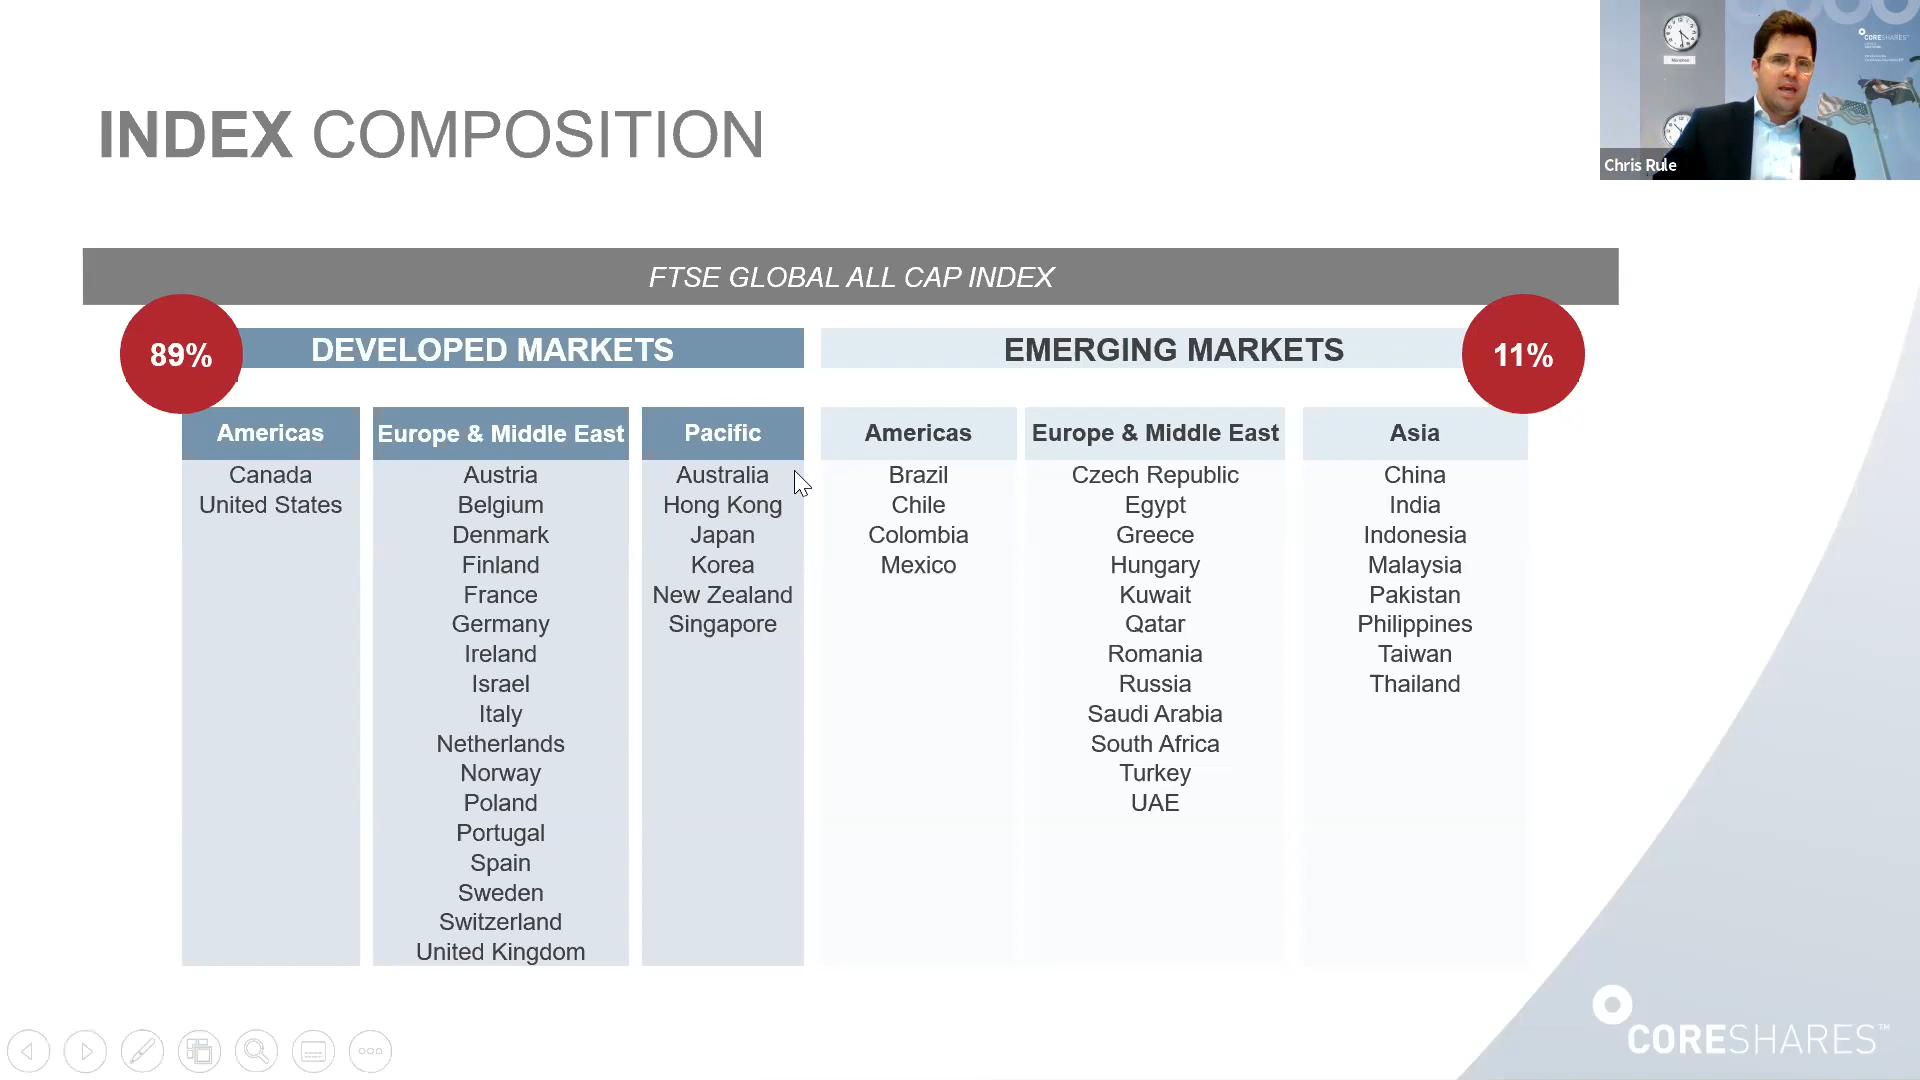 INDEX COMPOSITION
Chris Rule
FTSE GLOBAL ALL CAP INDEX
89%
DEVELOPED MARKETS
EMERGING MARKETS
11%
Americas
Canada
United States
Europe & Middle East
Austria
Belgium
Denmark
Finland
France
Germany
Ireland
Israel
Italy
Netherlands
Norway
Poland
Portugal
Spain
Sweden
Switzerland
United Kingdom
Pacific
Australia
Hong Kong
Japan
Korea
New Zealand
Singapore
Americas
Brazil
Chile
Colombia
Mexico
Europe & Middle East
Czech Republic
Egypt
Greece
Hungary
Kuwait
Qatar
Romania
Russia
Saudi Arabia
South Africa
Turkey
UAE
Asia
China
India
Indonesia
Malaysia
Pakistan
Philippines
Taiwan
Thailand
CORESHARES™
CORESHARES™